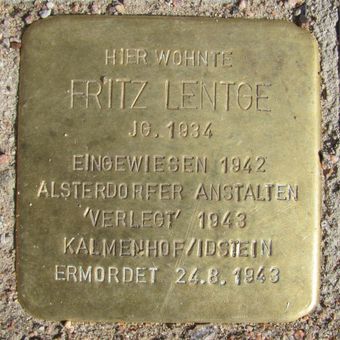 HIER WOHNTE
FRITZ LENTGE
JG. 1934
EINGEWIESEN 1942
ALSTERDORFER ANSTALTEN
'VERLEGT' 1943
KALMENHOF/IDSTEIN
ERMORDET 24.8.1943